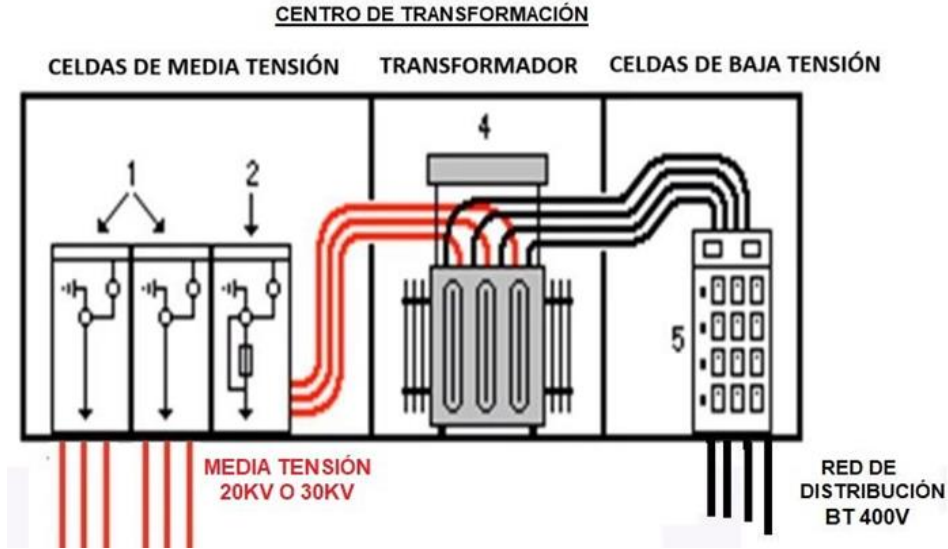 CENTRO DE TRANSFORMACIÓN
CELDAS DE MEDIA TENSIÓN
TRANSFORMADOR
CELDAS DE BAJA TENSIÓN
4
1
2
5
MEDIA TENSIÓN
20KV O 30KV
RED DE
DISTRIBUCIÓN
BT 400V